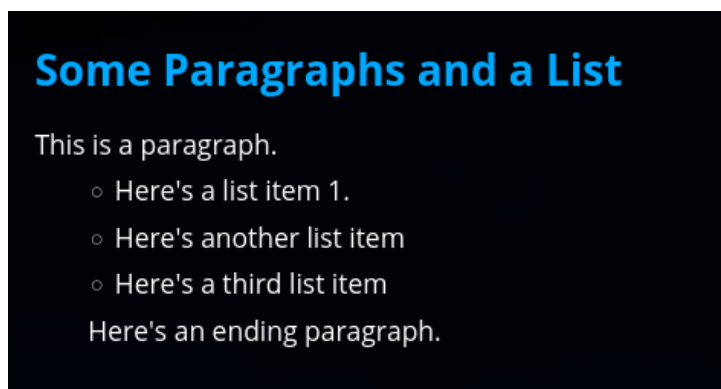 Some Paragraphs and a List
This is a paragraph.
Here's a list item 1.
Here's another list item
Here's a third list item
Here's an ending paragraph.